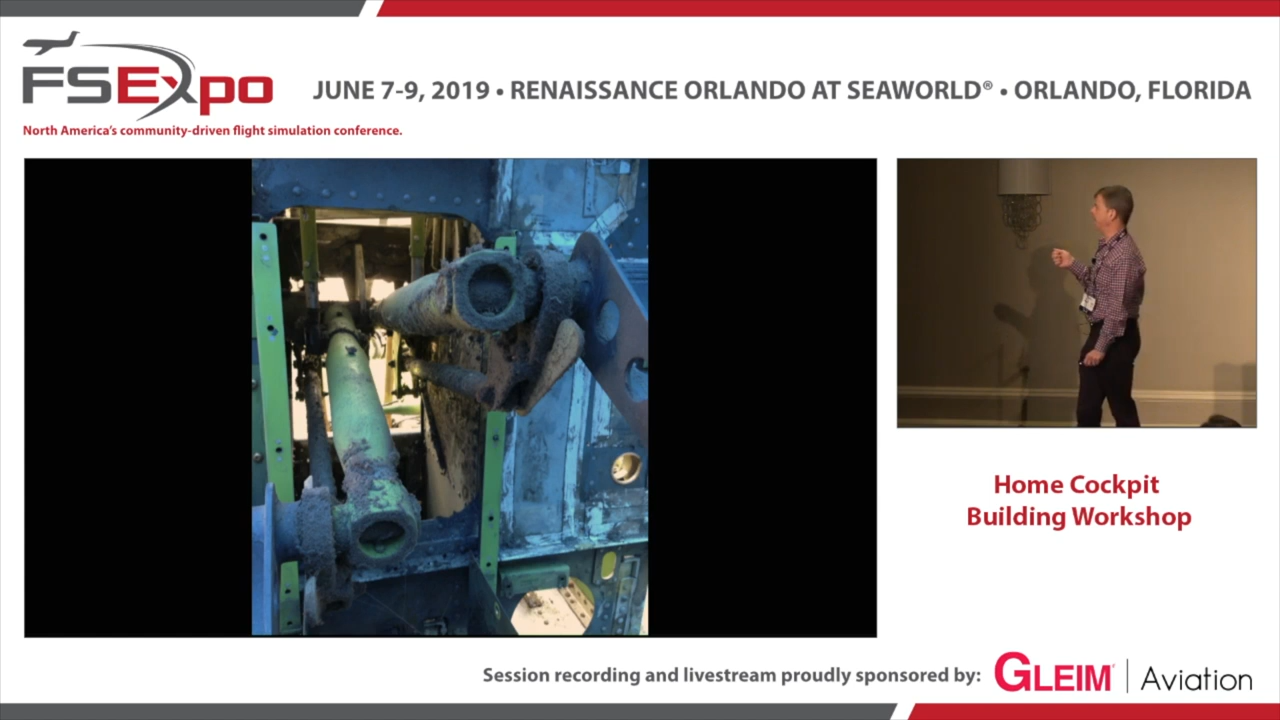 FSExpo
JUNE 7-9, 2019 • RENAISSANCE ORLANDO AT SEAWORLD® • ORLANDO, FLORIDA
North America's community-driven flight simulation conference.
Home Cockpit
Building Workshop
Session recording and livestream proudly sponsored by:
GLEIM® | Aviation